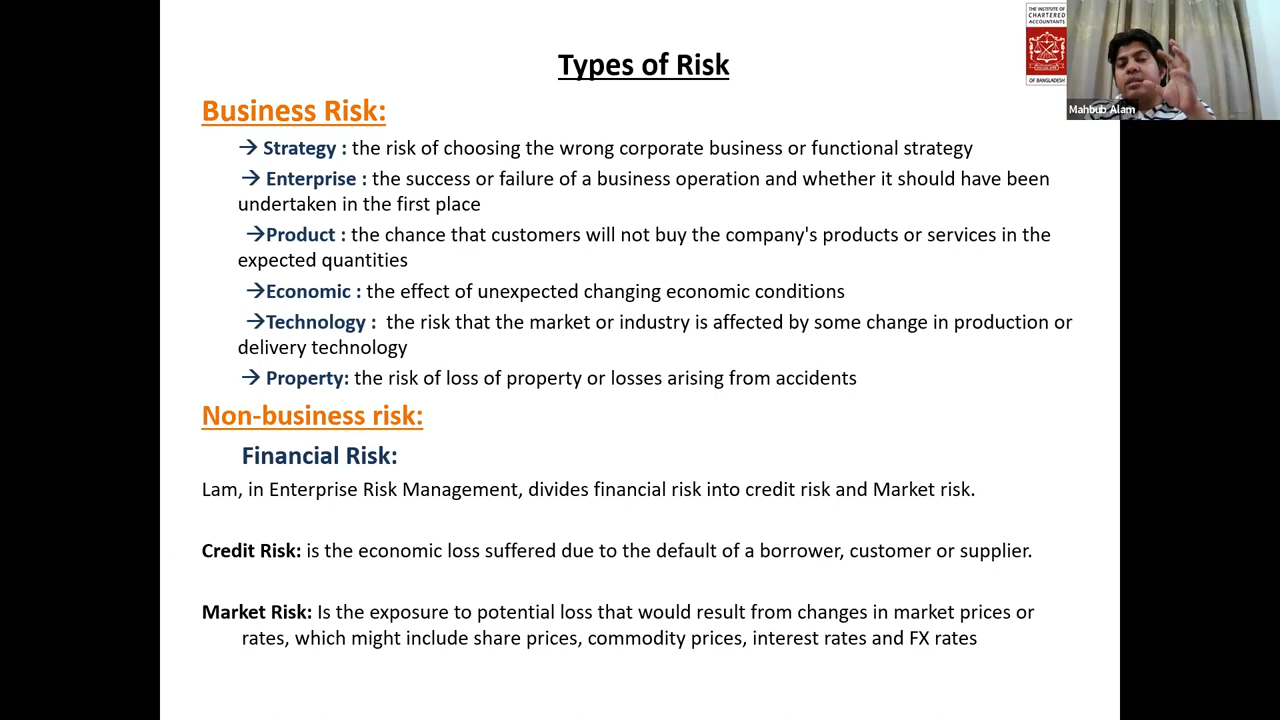 Types of Risk
THE INSTITUTE OF
CHARTERED
ACCOUNTANTS
OF BANGLADESH
Mahbub Alam
Business Risk:
→ Strategy : the risk of choosing the wrong corporate business or functional strategy
→ Enterprise : the success or failure of a business operation and whether it should have been
undertaken in the first place
→Product : the chance that customers will not buy the company's products or services in the
expected quantities
→Economic : the effect of unexpected changing economic conditions
→Technology : the risk that the market or industry is affected by some change in production or
delivery technology
→ Property: the risk of loss of property or losses arising from accidents
Non-business risk:
Financial Risk:
Lam, in Enterprise Risk Management, divides financial risk into credit risk and Market risk.
Credit Risk: is the economic loss suffered due to the default of a borrower, customer or supplier.
Market Risk: Is the exposure to potential loss that would result from changes in market prices or
rates, which might include share prices, commodity prices, interest rates and FX rates